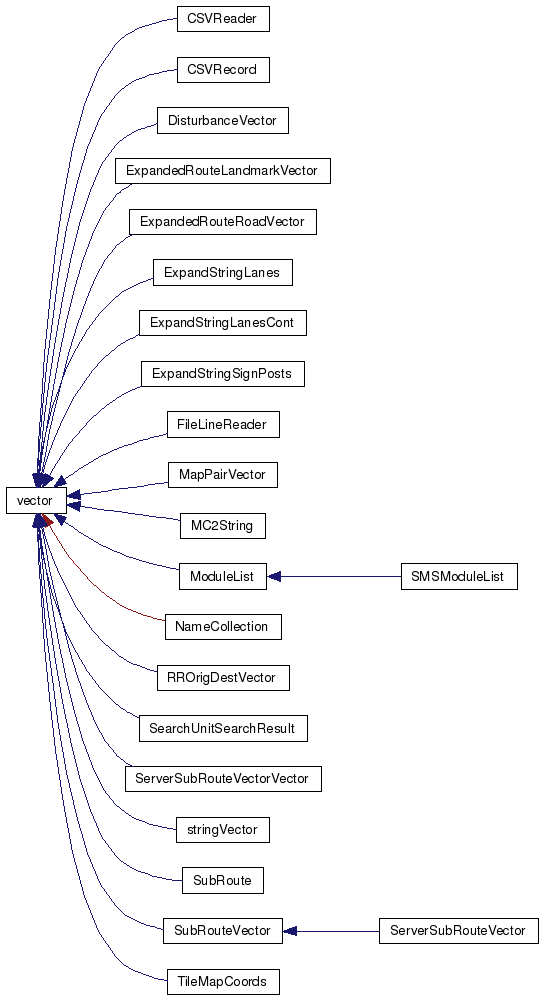 CSVReader
CSVRecord
DisturbanceVector
ExpandedRouteLandmarkVector
ExpandedRouteRoadVector
ExpandStringLanes
ExpandStringLanesCont
ExpandStringSignPosts
FileLineReader
MapPairVector
vector
MC2String
ModuleList
SMSModuleList
NameCollection
RROrigDestVector
SearchUnitSearchResult
ServerSubRouteVectorVector
stringVector
SubRoute
SubRouteVector
ServerSubRouteVector
TileMapCoords